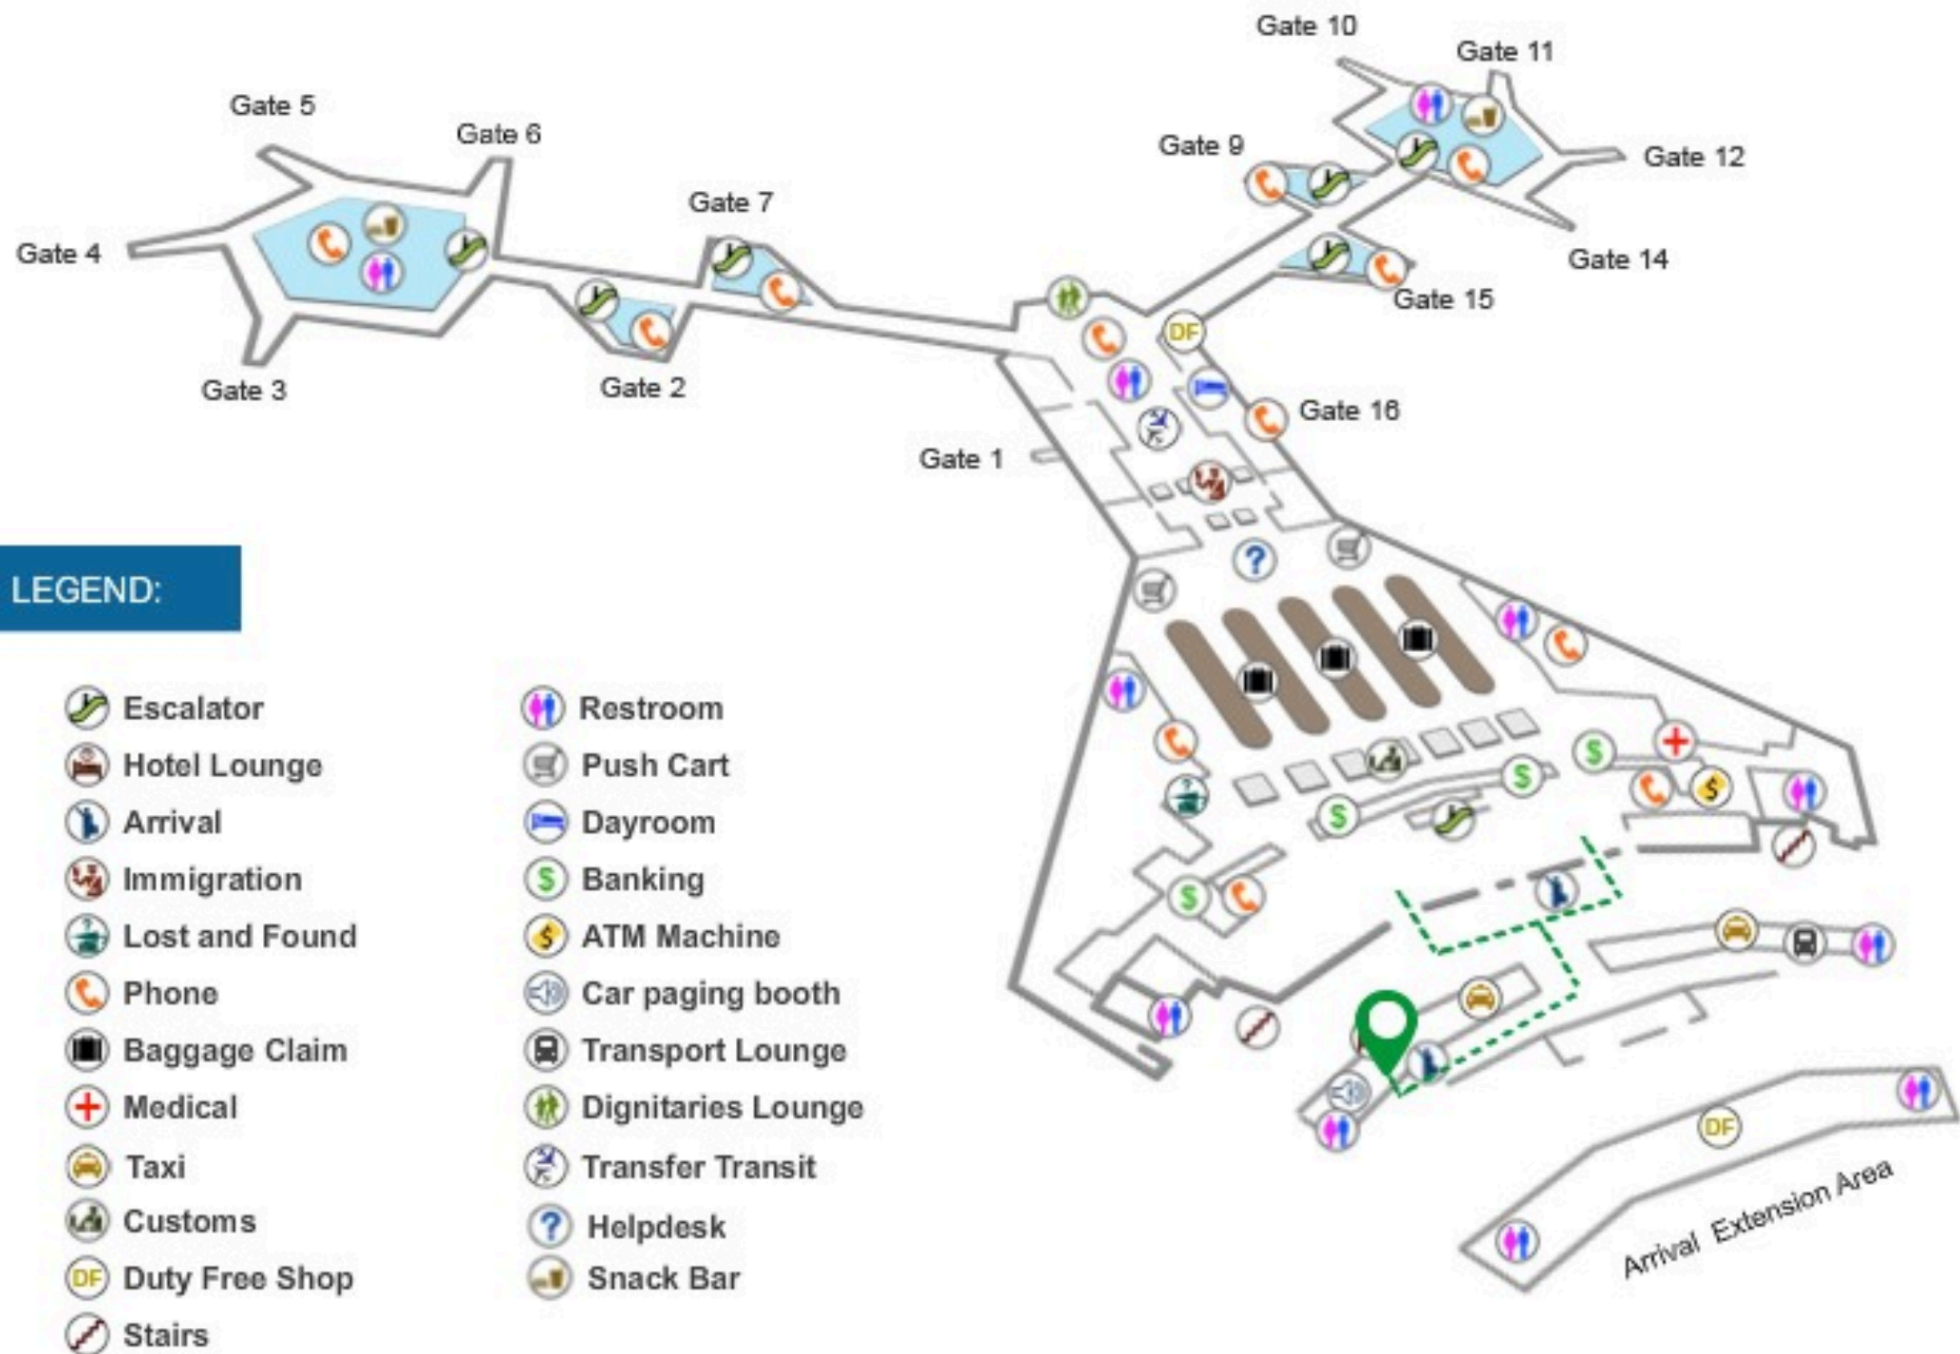 Gate 10
Gate 11
Gate 5
Gate 6
Gate 9
Gate 12
Gate 7
Gate 4
Gate 14
Gate 15
Gate 3
Gate 2
Gate 16
Gate 1
DF
LEGEND:
Escalator
Hotel Lounge
Arrival
Immigration
Lost and Found
Phone
Baggage Claim
Medical
Taxi
Customs
DF Duty Free Shop
Stairs
Restroom
Push Cart
Dayroom
$ Banking
$ ATM Machine
Car paging booth
Transport Lounge
Dignitaries Lounge
Transfer Transit
? Helpdesk
Snack Bar
?
$
$
$
$
$
DF
Arrival Extension Area